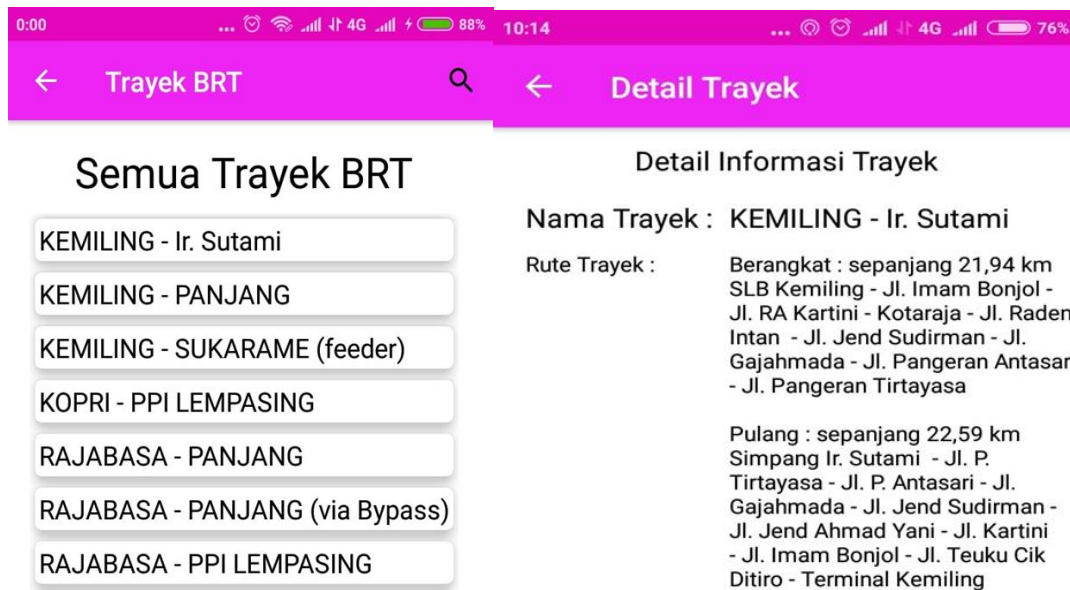 0:00
... 4G 88%
Trayek BRT
Semua Trayek BRT
KEMILING - Ir. Sutami
KEMILING - PANJANG
KEMILING - SUKARAME (feeder)
KOPRI - PPI LEMPASING
RAJABASA - PANJANG
RAJABASA - PANJANG (via Bypass)
RAJABASA - PPI LEMPASING
10:14
... 4G 76%
Detail Trayek
Detail Informasi Trayek
Nama Trayek : KEMILING - Ir. Sutami
Rute Trayek : Berangkat : sepanjang 21,94 km
SLB Kemiling - Jl. Imam Bonjol -
Jl. RA Kartini - Kotaraja - Jl. Raden
Intan - Jl. Jend Sudirman - Jl.
Gajahmada - Jl. Pangeran Antasar
- Jl. Pangeran Tirtayasa
Pulang : sepanjang 22,59 km
Simpang Ir. Sutami - Jl. P.
Tirtayasa - Jl. P. Antasari - Jl.
Gajahmada - Jl. Jend Sudirman -
Jl. Jend Ahmad Yani - Jl. Kartini
- Jl. Imam Bonjol - Jl. Teuku Cik
Ditiro - Terminal Kemiling